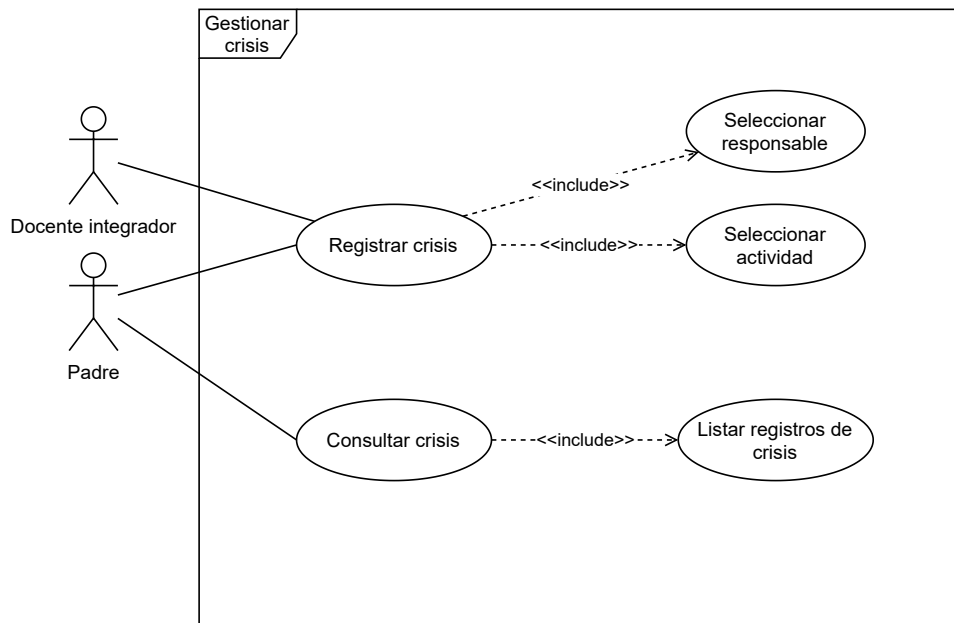 Gestionar
crisis
Seleccionar
responsable
<<include>>
Docente integrador
Registrar crisis
<<include>>
Seleccionar
actividad
Padre
Consultar crisis
<<include>>
Listar registros de
crisis